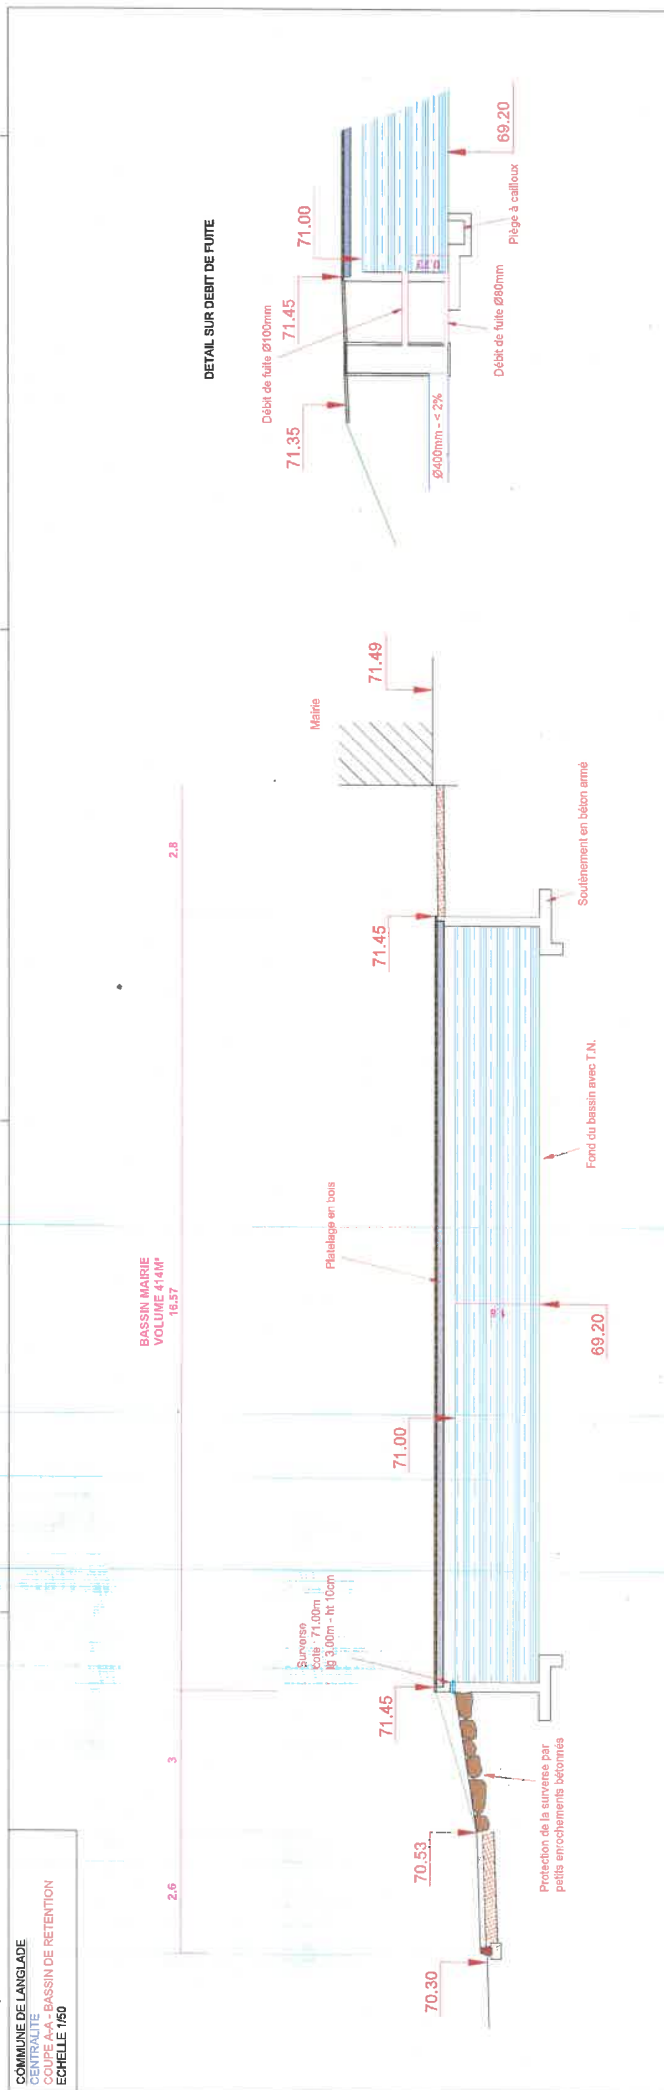 COMMUNE DE LANGLADE
CENTRALITE
COUPE A-A - BASSIN DE RETENTION
ECHELLE 1/50
2.6
3
BASSIN MAIRIE
VOLUME 414M³
16.57
2.8
70.30
70.53
Protection de la surverse par
petits enrochements bétonnés
71.45
Surverse
cote : 71.00m
lg 3.00m - ht 10cm
71.00
Platelage en bois
69.20
Fond du bassin avec T.N.
71.45
Soutènement en béton armé
Mairie
71.49
DETAIL SUR DEBIT DE FUITE
71.35
Débit de fuite Ø100mm
71.45
71.00
Ø400mm - < 2%
Débit de fuite Ø80mm
Piège à cailloux
69.20